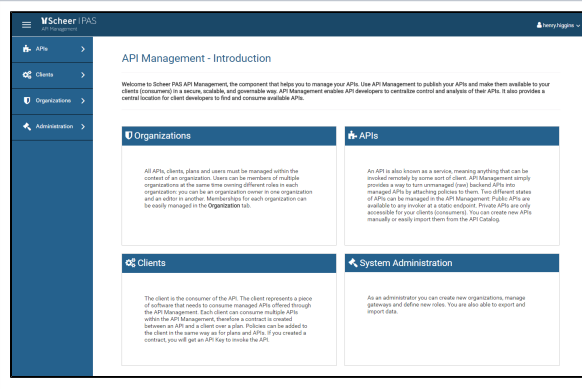 Scheer PAS
API Management
henry.higgins
APIs
Clients
Organizations
Administration
API Management - Introduction
Welcome to Scheer PAS API Management, the component that helps you to manage your APIs. Use API Management to publish your APIs and make them available to your
clients (consumers) in a secure, scalable, and governable way. API Management enables API developers to centralize control and analysis of their APIs. It also provides a
central location for client developers to find and consume available APIs.
Organizations
All APIs, clients, plans and users must be managed within the
context of an organization. Users can be members of multiple
organizations at the same time owning different roles in each
organization: you can be an organization owner in one organization
and an editor in another. Memberships for each organization can
be easily managed in the Organization tab.
APIs
An API is also known as a service, meaning anything that can be
invoked remotely by some sort of client. API Management simply
provides a way to turn unmanaged (raw) backend APIs into
managed APIs by attaching policies to them. Two different states
of APIs can be managed in the API Management: Public APIs are
available to any invoker at a static endpoint. Private APIs are only
accessible for your clients (consumers). You can create new APIs
manually or easily import them from the API Catalog.
Clients
The client is the consumer of the API. The client represents a piece
of software that needs to consume managed APIs offered through
the API Management. Each client can consume multiple APIs
within the API Management, therefore a contract is created
between an API and a client over a plan. Policies can be added to
the client in the same way as for plans and APIs. If you created a
contract, you will get an API Key to invoke the API.
System Administration
As an administrator you can create new organizations, manage
gateways and define new roles. You are also able to export and
import data.